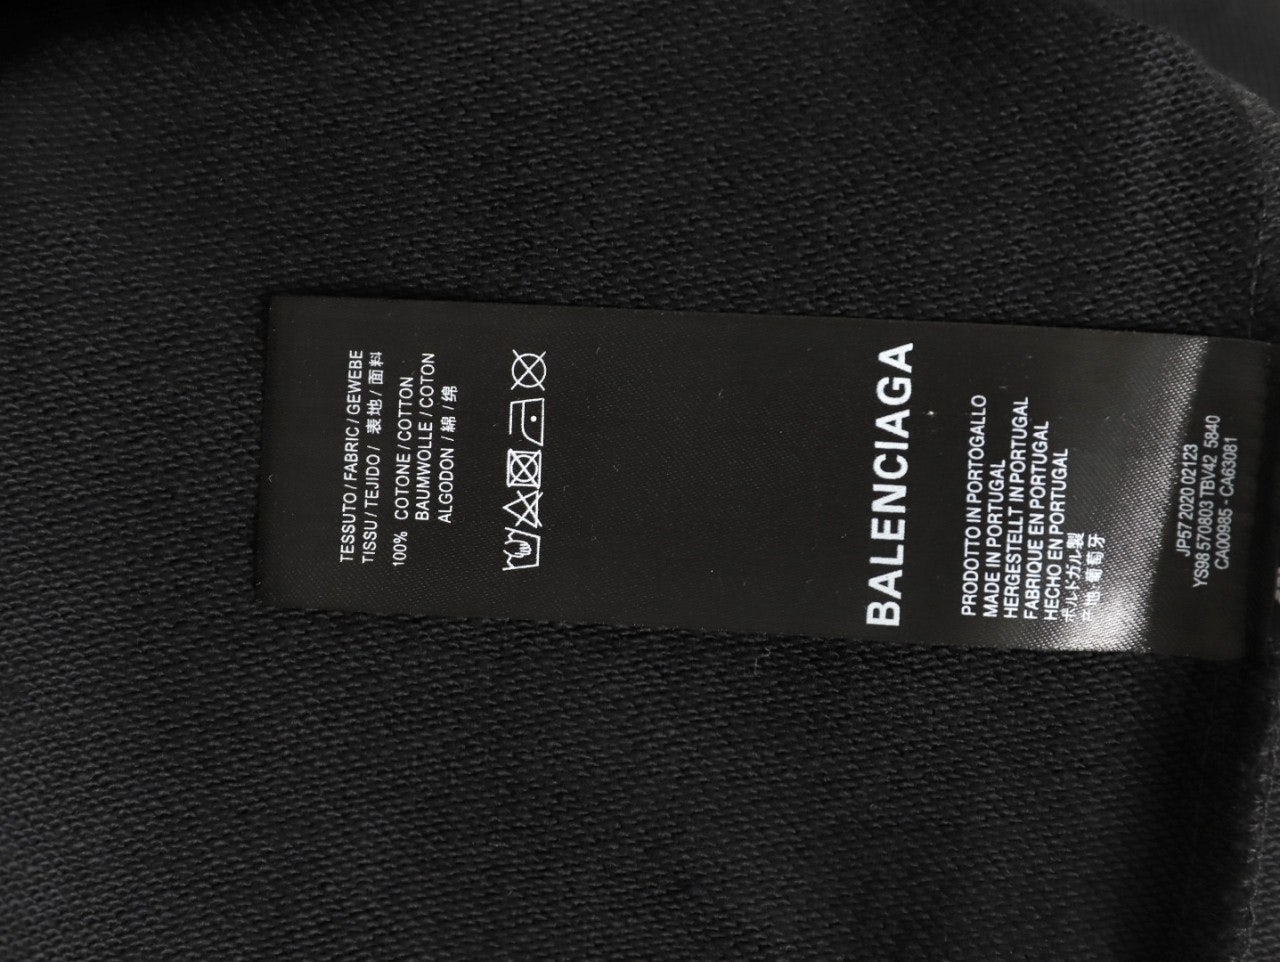 TESSUTO / FABRIC / GEWEBE
TISSU / TEJIDO / 表地 / 面料
100% COTONE / COTTON
BAUMWOLLE / COTON
ALGODON / 綿 / 绵
BALENCIAGA
PRODOTTO IN PORTOGALLO
MADE IN PORTUGAL
HERGESTELLT IN PORTUGAL
FABRIQUE EN PORTUGAL
HECHO EN PORTUGAL
ポルトガル製
产地:葡萄牙
JP57 2020 02123
YS98 570803 TBV42 5840
CA00985 - CA06381